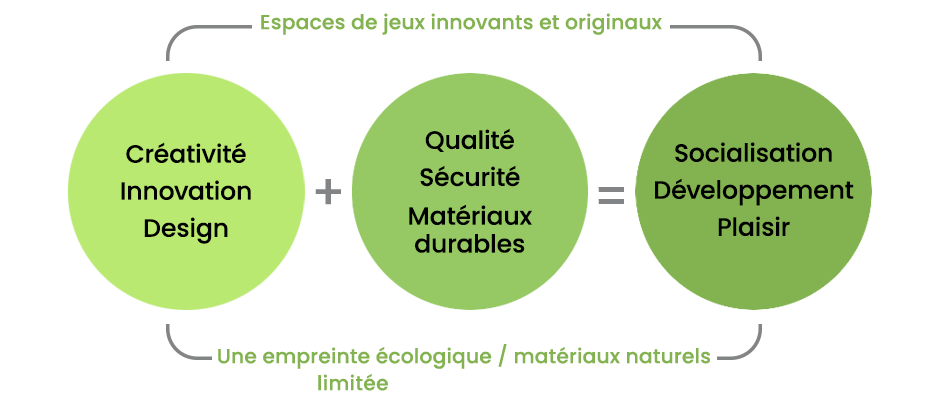 Espaces de jeux innovants et originaux
Créativité
Innovation
Design
+
Qualité
Sécurité
Matériaux
durables
=
Socialisation
Développement
Plaisir
Une empreinte écologique / matériaux naturels
limitée